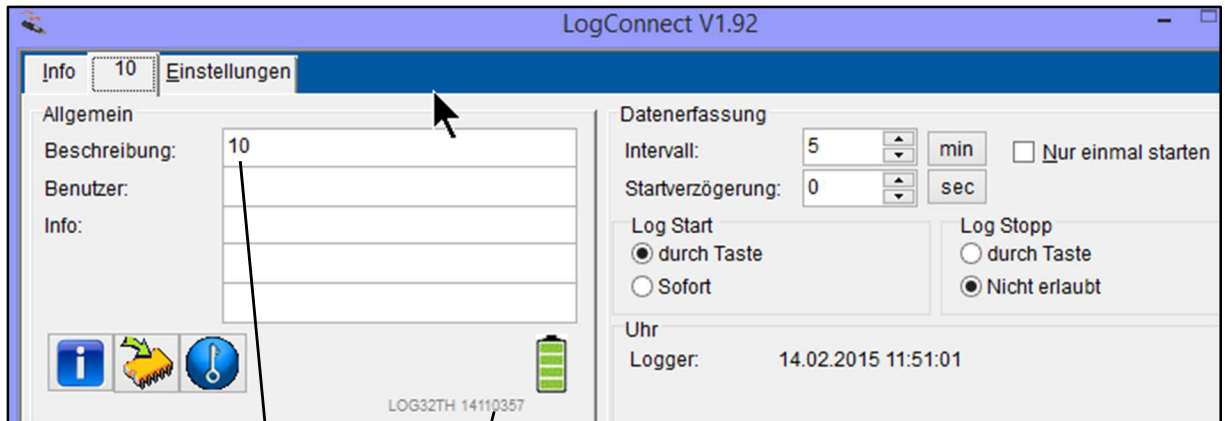 LogConnect V1.92
Info 10 Einstellungen
Allgemein
Beschreibung: 10
Benutzer:
Info:
LOG32TH 14110357
Datenerfassung
Intervall: 5 min Nur einmal starten
Startverzögerung: 0 sec
Log Start
durch Taste
Sofort
Log Stopp
durch Taste
Nicht erlaubt
Uhr
Logger: 14.02.2015 11:51:01